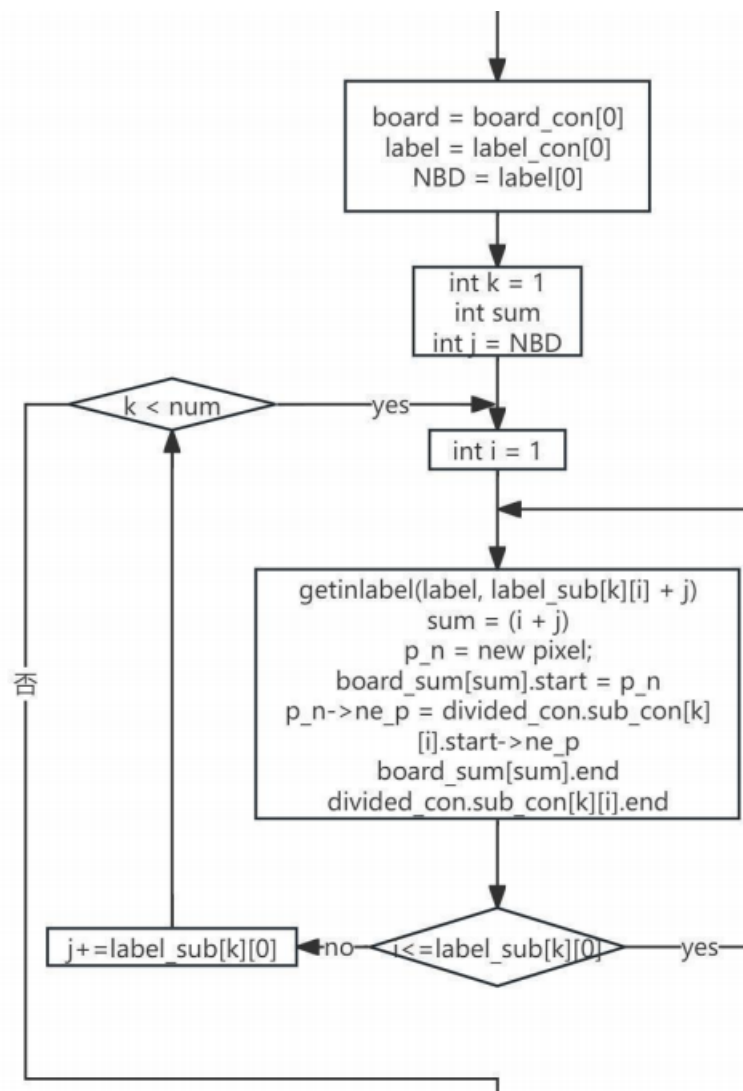 board = board_con[0]
label = label_con[0]
NBD = label[0]
int k = 1
int sum
int j = NBD
k < num
yes
int i = 1
getinlabel(label, label_sub[k][i] + j)
sum = (i + j)
p_n = new pixel;
board_sum[sum].start = p_n
p_n->ne_p = divided_con.sub_con[k]
[i].start->ne_p
board_sum[sum].end
divided_con.sub_con[k][i].end
否
j+=label_sub[k][0]
no
i<=label_sub[k][0]
yes